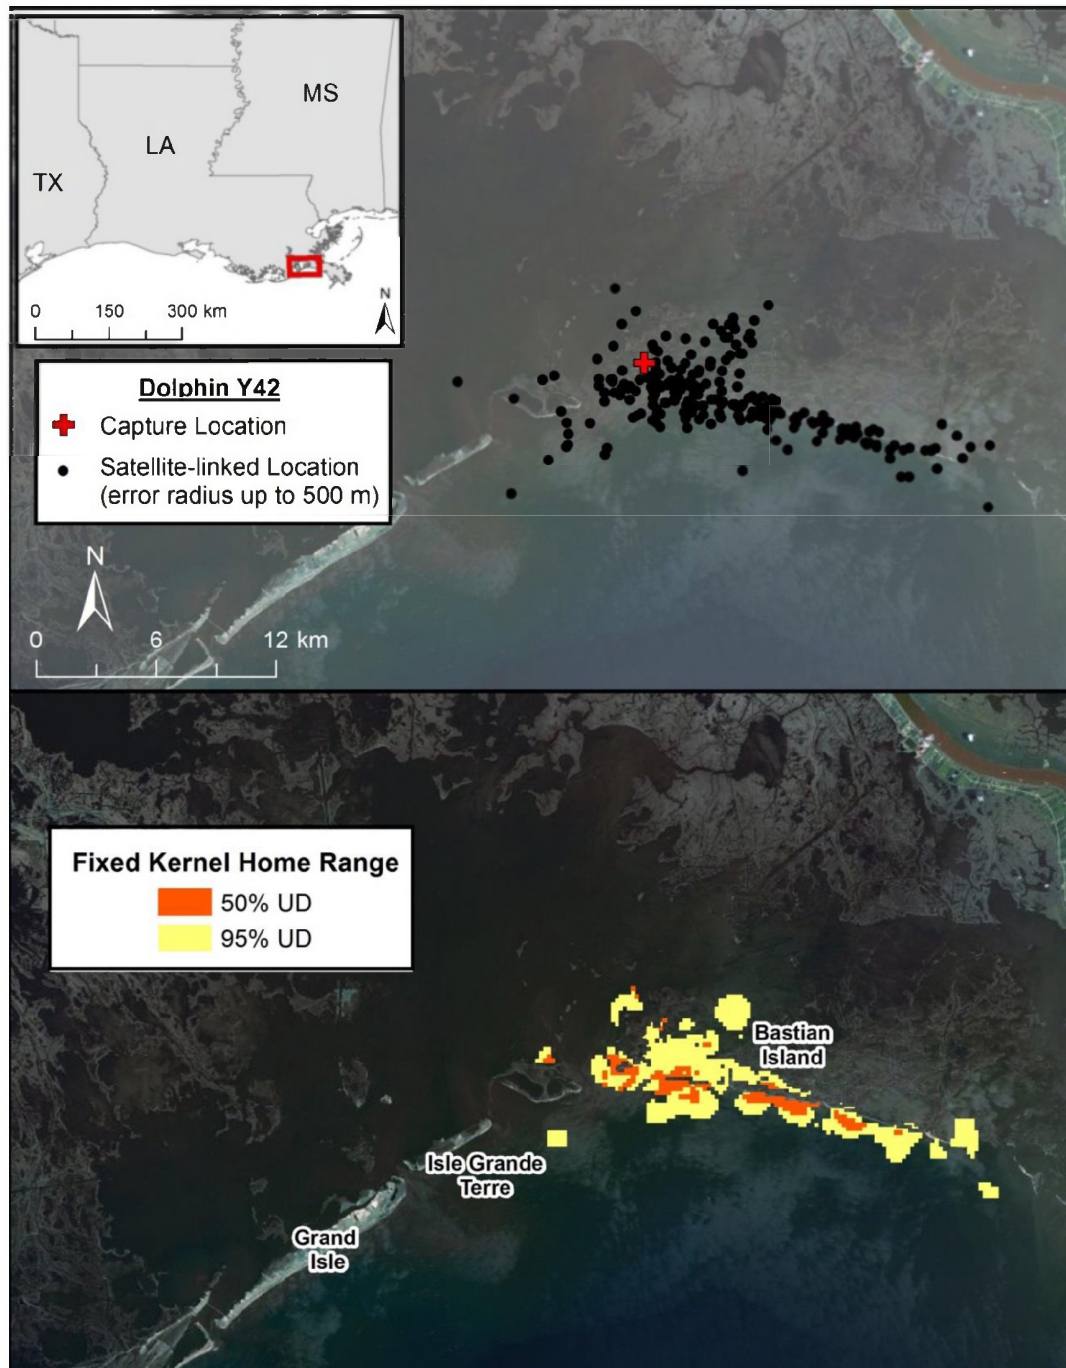 MS
LA
TX
N
0 150 300 km
Dolphin Y42
Capture Location
Satellite-linked Location
(error radius up to 500 m)
N
0 6 12 km
Fixed Kernel Home Range
50% UD
95% UD
Bastian
Island
Isle Grande
Terre
Grand
Isle